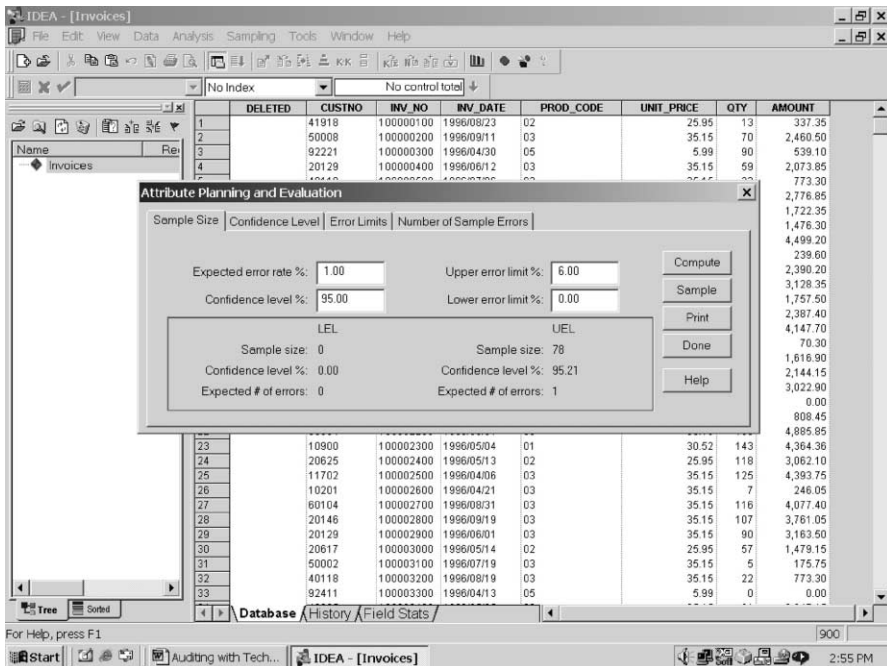 IDEA - [Invoices]
File Edit View Data Analysis Sampling Tools Window Help
No Index No control total
Name
Invoices
DELETED CUSTNO INV_NO INV_DATE PROD_CODE UNIT_PRICE QTY AMOUNT
1 41918 100000100 1996/08/23 02 25.95 13 337.35
2 50008 100000200 1996/09/11 03 35.15 70 2,460.50
3 92221 100000300 1996/04/30 05 5.99 90 539.10
4 20129 100000400 1996/06/12 03 35.15 59 2,073.85
773.30
2,776.85
1,722.35
1,476.30
4,499.20
239.60
2,390.20
3,128.35
1,757.50
2,387.40
4,147.70
70.30
1,616.90
2,144.15
3,022.90
0.00
808.45
4,885.85
Attribute Planning and Evaluation
Sample Size Confidence Level Error Limits Number of Sample Errors
Expected error rate %: 1.00 Upper error limit %: 6.00
Confidence level %: 95.00 Lower error limit %: 0.00
LEL UEL
Sample size: 0 Sample size: 78
Confidence level %: 0.00 Confidence level %: 95.21
Expected # of errors: 0 Expected # of errors: 1
Compute
Sample
Print
Done
Help
23 10900 100002300 1996/05/04 01 30.52 143 4,364.36
24 20625 100002400 1996/05/13 02 25.95 118 3,062.10
25 11702 100002500 1996/04/06 03 35.15 125 4,393.75
26 10201 100002600 1996/04/21 03 35.15 7 246.05
27 60104 100002700 1996/08/31 03 35.15 116 4,077.40
28 20146 100002800 1996/09/19 03 35.15 107 3,761.05
29 20129 100002900 1996/06/01 03 35.15 90 3,163.50
30 20617 100003000 1996/05/14 02 25.95 57 1,479.15
31 50002 100003100 1996/07/19 03 35.15 5 175.75
32 40118 100003200 1996/08/19 03 35.15 22 773.30
33 92411 100003300 1996/04/13 05 5.99 0 0.00
Tree Sorted
Database History Field Stats
For Help, press F1 900
Start Auditing with Tech... IDEA - [Invoices] 2:55 PM